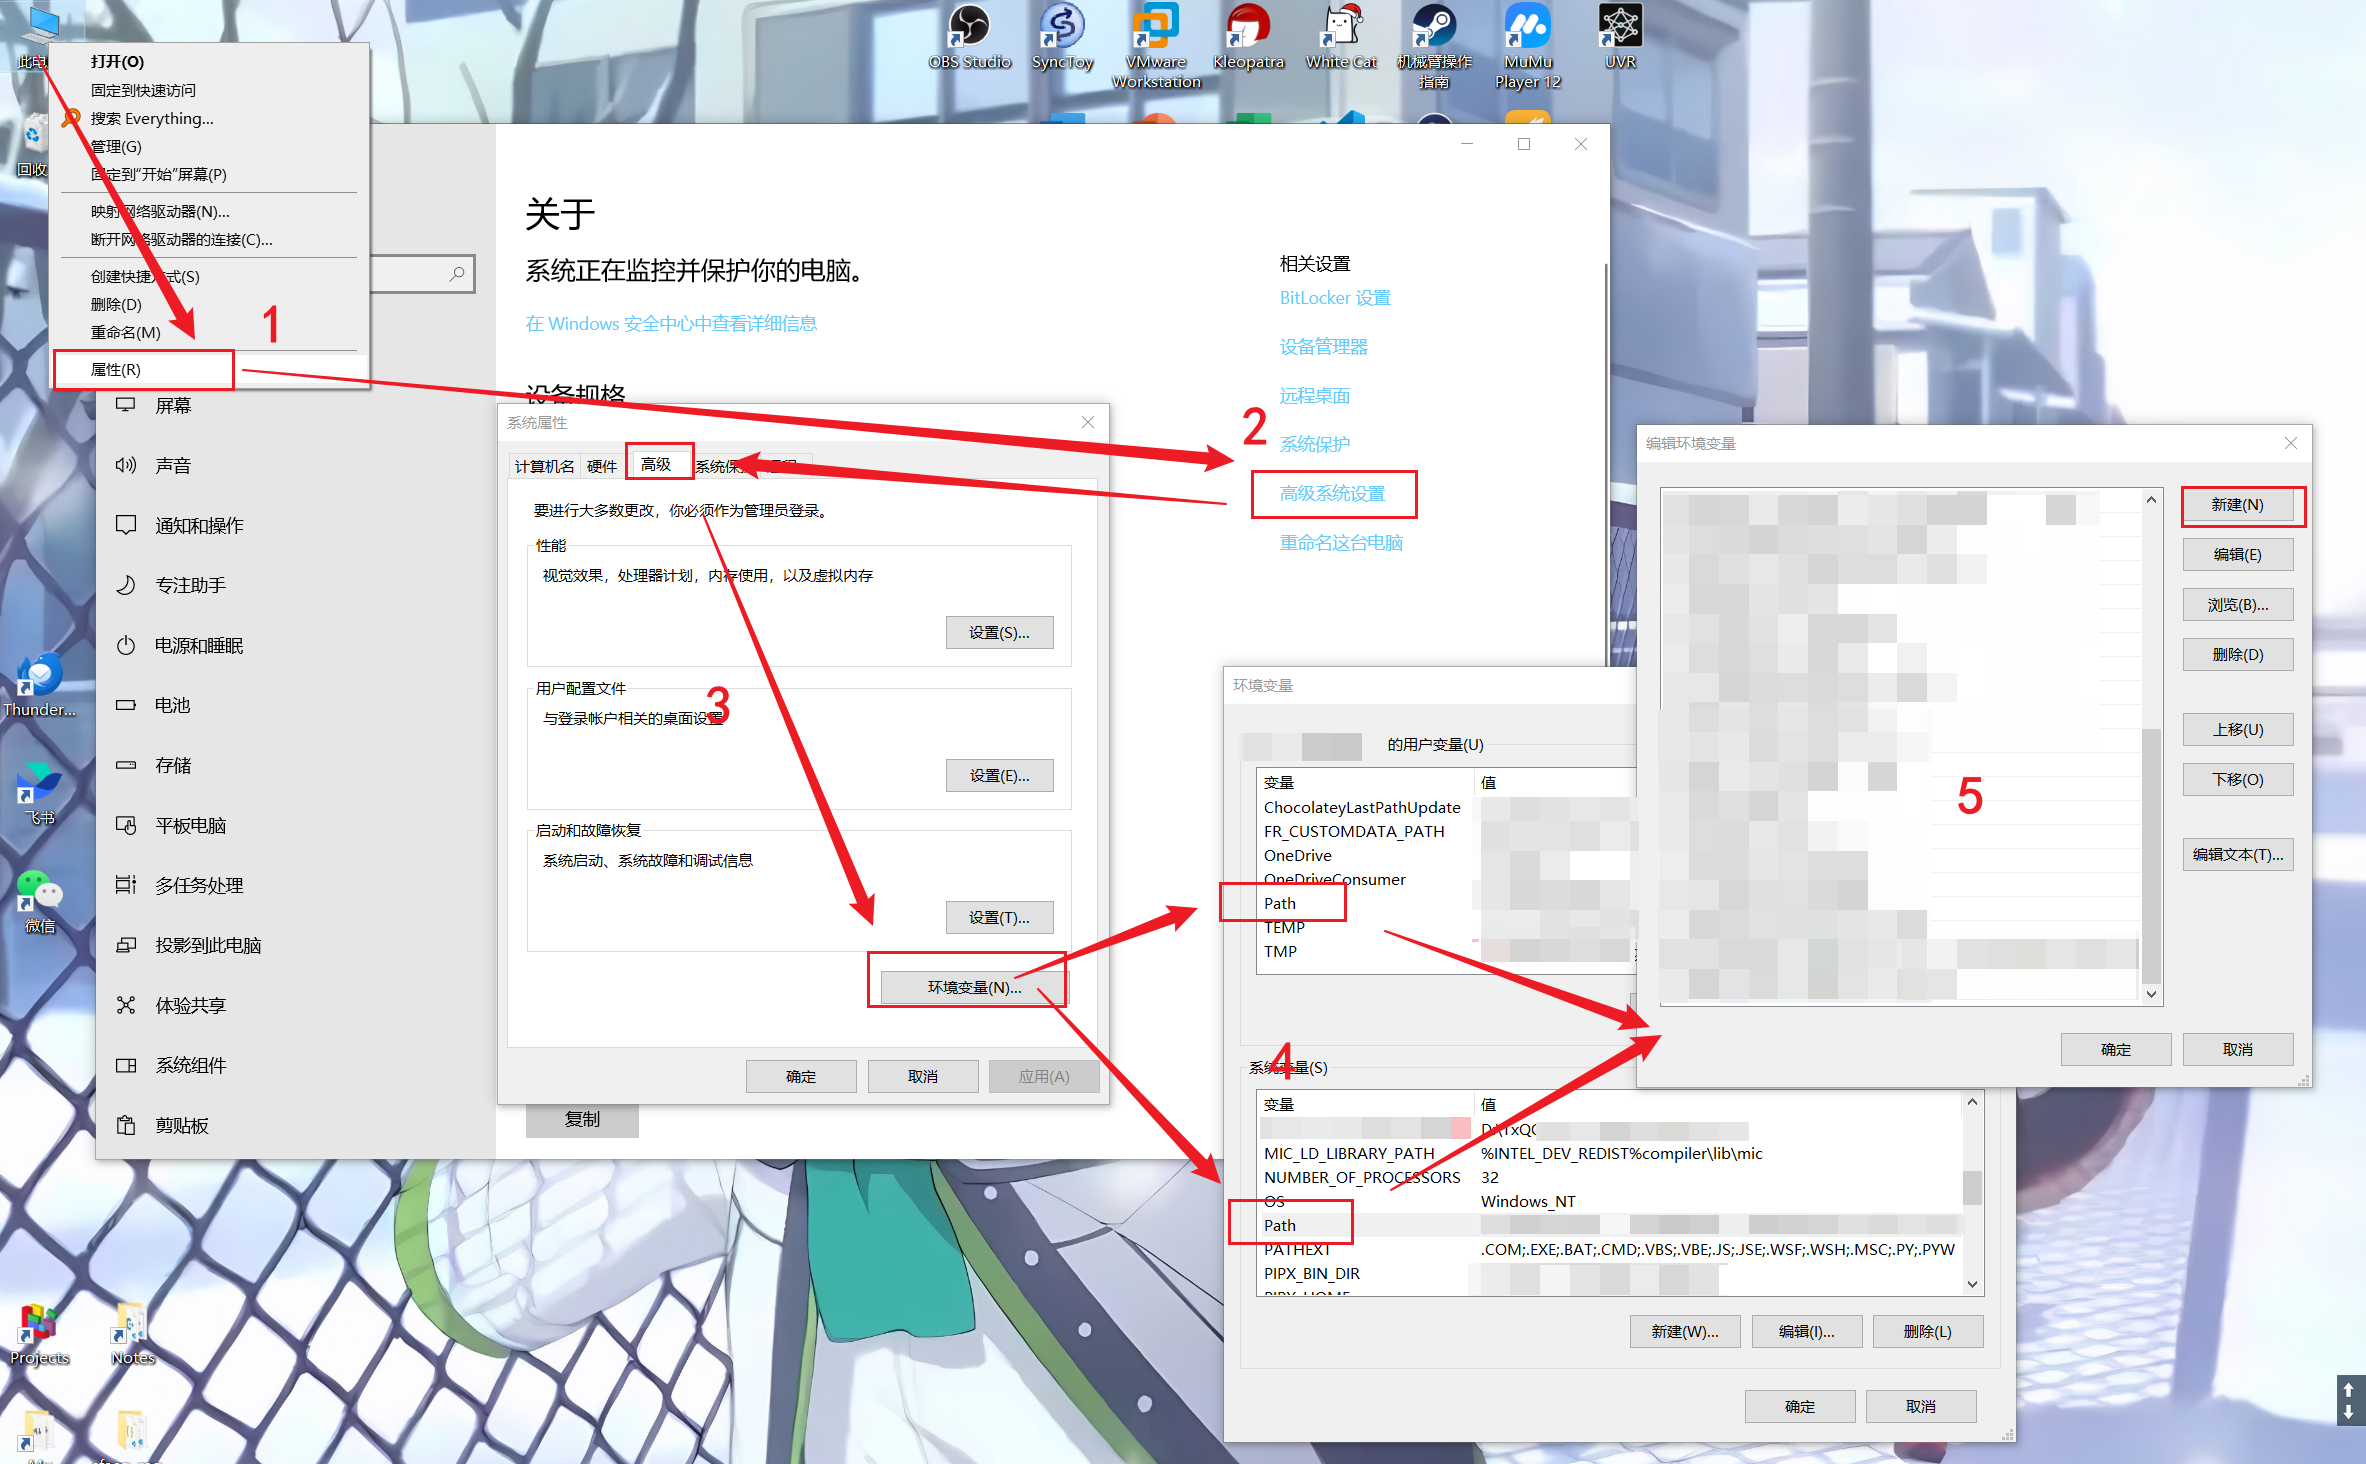 OBS Studio
SyncToy
VMware
Workstation
Kleopatra
White Cat
机械臂操作
指南
MuMu
Player 12
UVR
打开(O)
固定到快速访问
搜索 Everything...
管理(G)
固定到“开始”屏幕(P)
映射网络驱动器(N)...
断开网络驱动器的连接(C)...
创建快捷方式(S)
删除(D)
重命名(M)
属性(R)
1
回收
Thunder...
飞书
微信
Projects
Notes
屏幕
声音
通知和操作
专注助手
电源和睡眠
电池
存储
平板电脑
多任务处理
投影到此电脑
体验共享
系统组件
剪贴板
关于
系统正在监控并保护你的电脑。
在 Windows 安全中心中查看详细信息
设备规格
复制
相关设置
BitLocker 设置
设备管理器
远程桌面
2
系统保护
高级系统设置
重命名这台电脑
系统属性
计算机名
硬件
高级
要进行大多数更改，你必须作为管理员登录。
性能
视觉效果，处理器计划，内存使用，以及虚拟内存
设置(S)...
用户配置文件
3
与登录帐户相关的桌面设置
设置(E)...
启动和故障恢复
系统启动、系统故障和调试信息
设置(T)...
环境变量(N)...
确定
取消
应用(A)
环境变量
的用户变量(U)
变量
值
ChocolateyLastPathUpdate
FR_CUSTOMDATA_PATH
OneDrive
OneDriveConsumer
Path
TEMP
TMP
4
系统变量(S)
变量
值
MIC_LD_LIBRARY_PATH
%INTEL_DEV_REDIST%compiler\lib\mic
NUMBER_OF_PROCESSORS
32
OS
Windows_NT
Path
PATHEXT
.COM;.EXE;.BAT;.CMD;.VBS;.VBE;.JS;.JSE;.WSF;.WSH;.MSC;.PY;.PYW
PIPX_BIN_DIR
PIPX_HOME
新建(W)...
编辑(I)...
删除(L)
确定
取消
编辑环境变量
5
新建(N)
编辑(E)
浏览(B)...
删除(D)
上移(U)
下移(O)
编辑文本(T)...
确定
取消